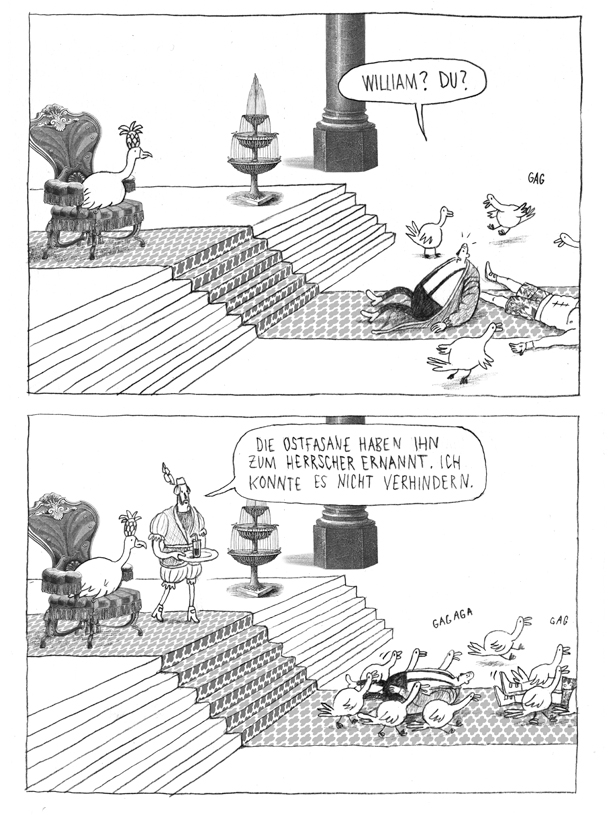 WILLIAM? DU?
GAG
DIE OSTFASANE HABEN IHN
ZUM HERRSCHER ERNANNT. ICH
KONNTE ES NICHT VERHINDERN.
GAGAGA
GAG